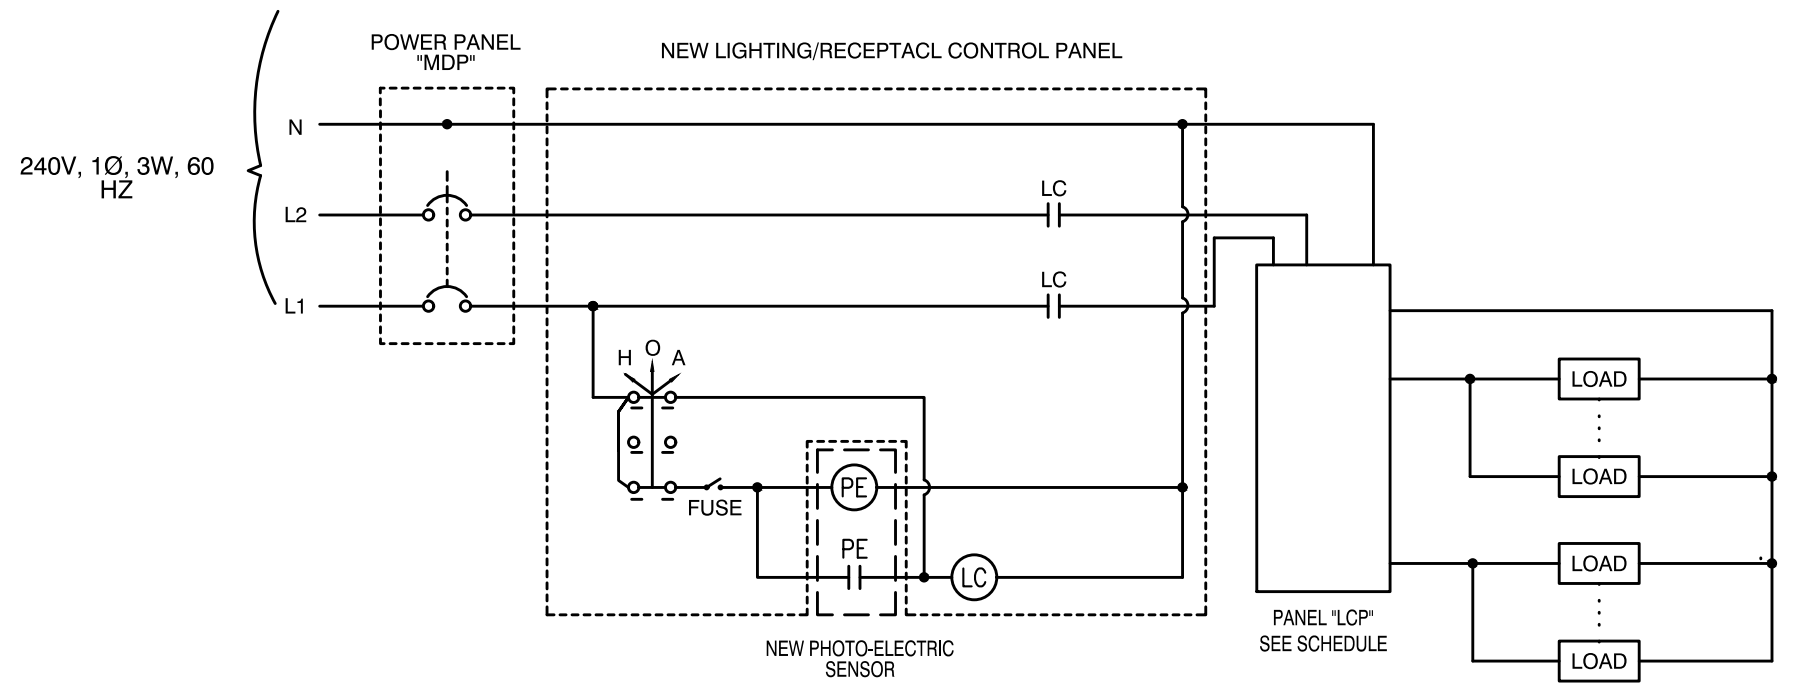 POWER PANEL
"MDP"
NEW LIGHTING/RECEPTACL CONTROL PANEL
N
240V, 1Ø, 3W, 60
HZ
L2
LC
L1
LC
H O A
FUSE
PE
PE
LC
LOAD
LOAD
LOAD
LOAD
PANEL "LCP"
SEE SCHEDULE
NEW PHOTO-ELECTRIC
SENSOR